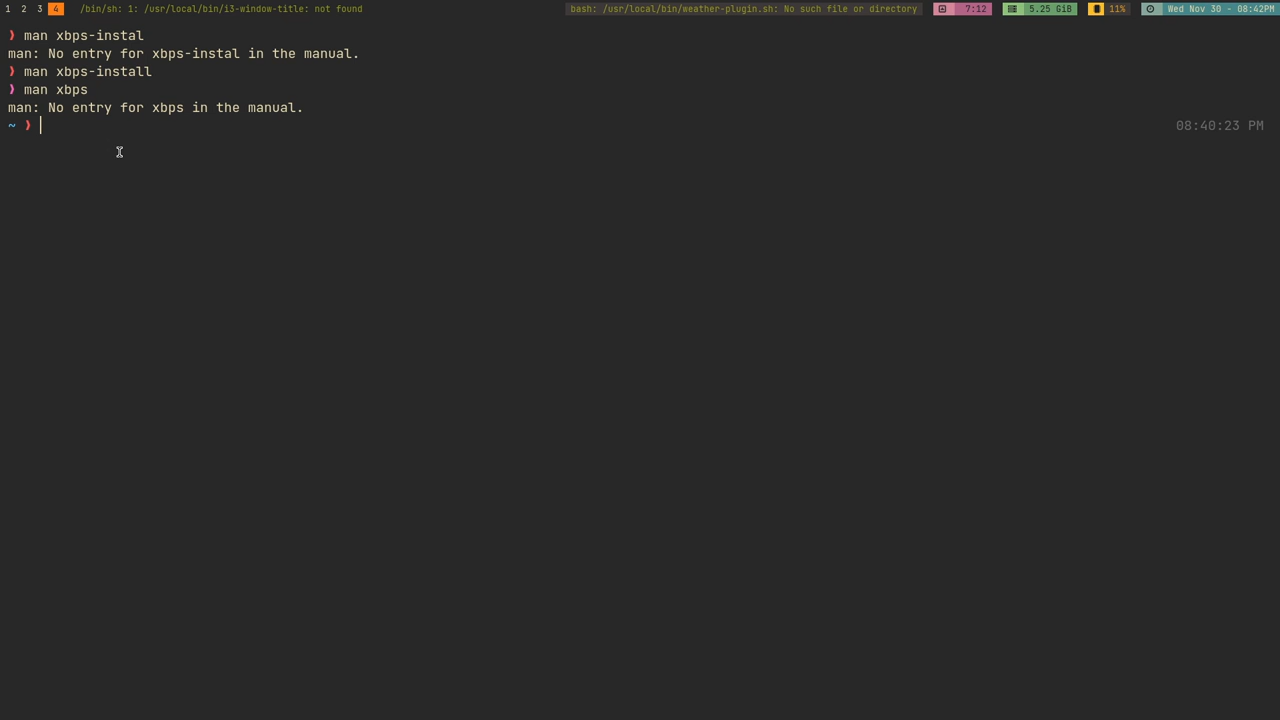 1 2 3 4 /bin/sh: 1: /usr/local/bin/i3-window-title: not found bash: /usr/local/bin/weather-plugin.sh: No such file or directory 7:12 5.25 GiB 11% Wed Nov 30 - 08:42PM
❱ man xbps-instal
man: No entry for xbps-instal in the manual.
❱ man xbps-install
❱ man xbps
man: No entry for xbps in the manual.
~ ❱ 08:40:23 PM